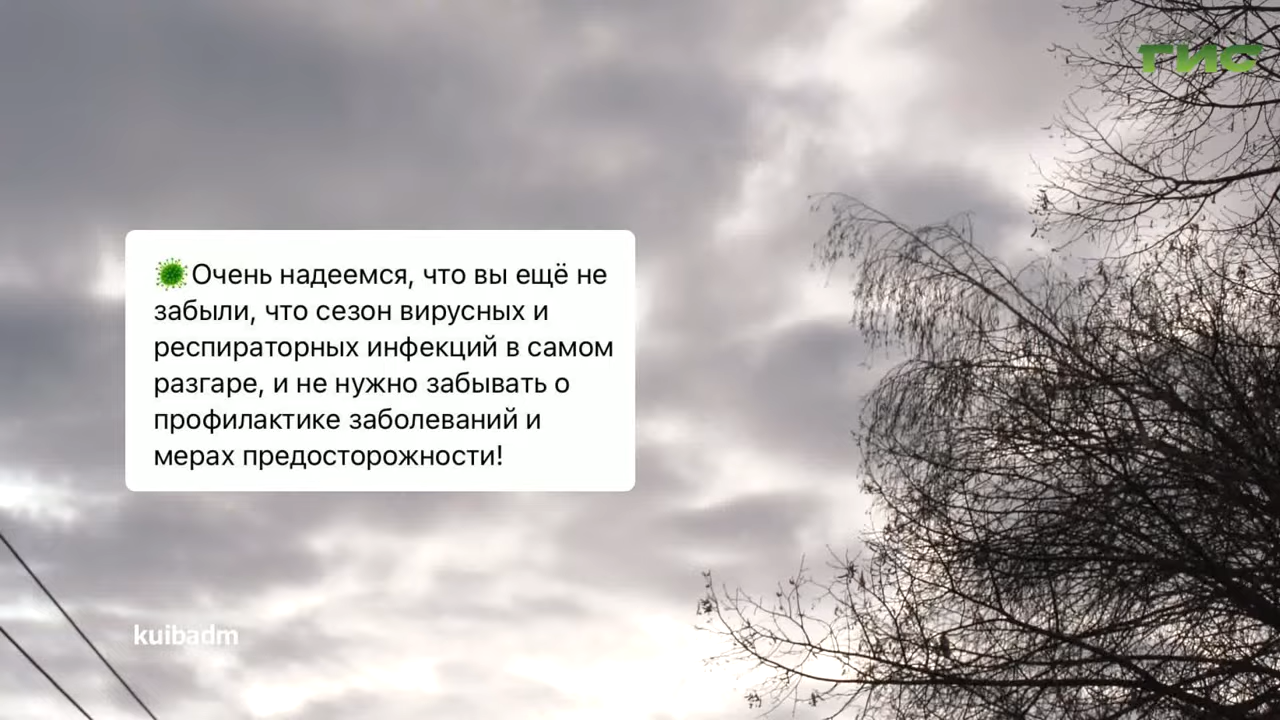 ГИС
🦠Очень надеемся, что вы ещё не
забыли, что сезон вирусных и
респираторных инфекций в самом
разгаре, и не нужно забывать о
профилактике заболеваний и
мерах предосторожности!
kuibadm